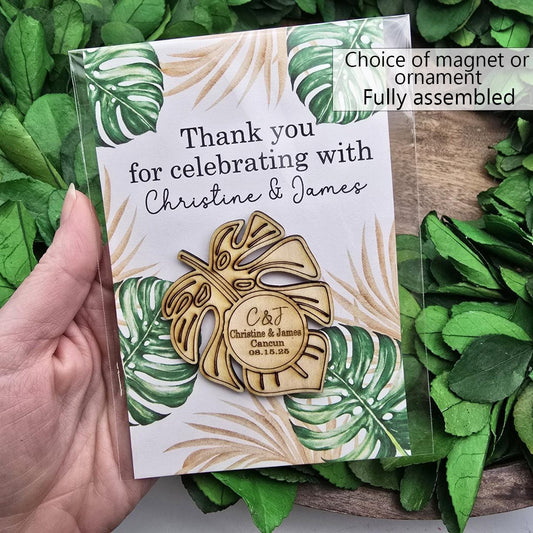 Choice of magnet or
ornament
Fully assembled
Thank you
for celebrating with
Christine & James
C&J
Christine & James
Cancun
08.15.25